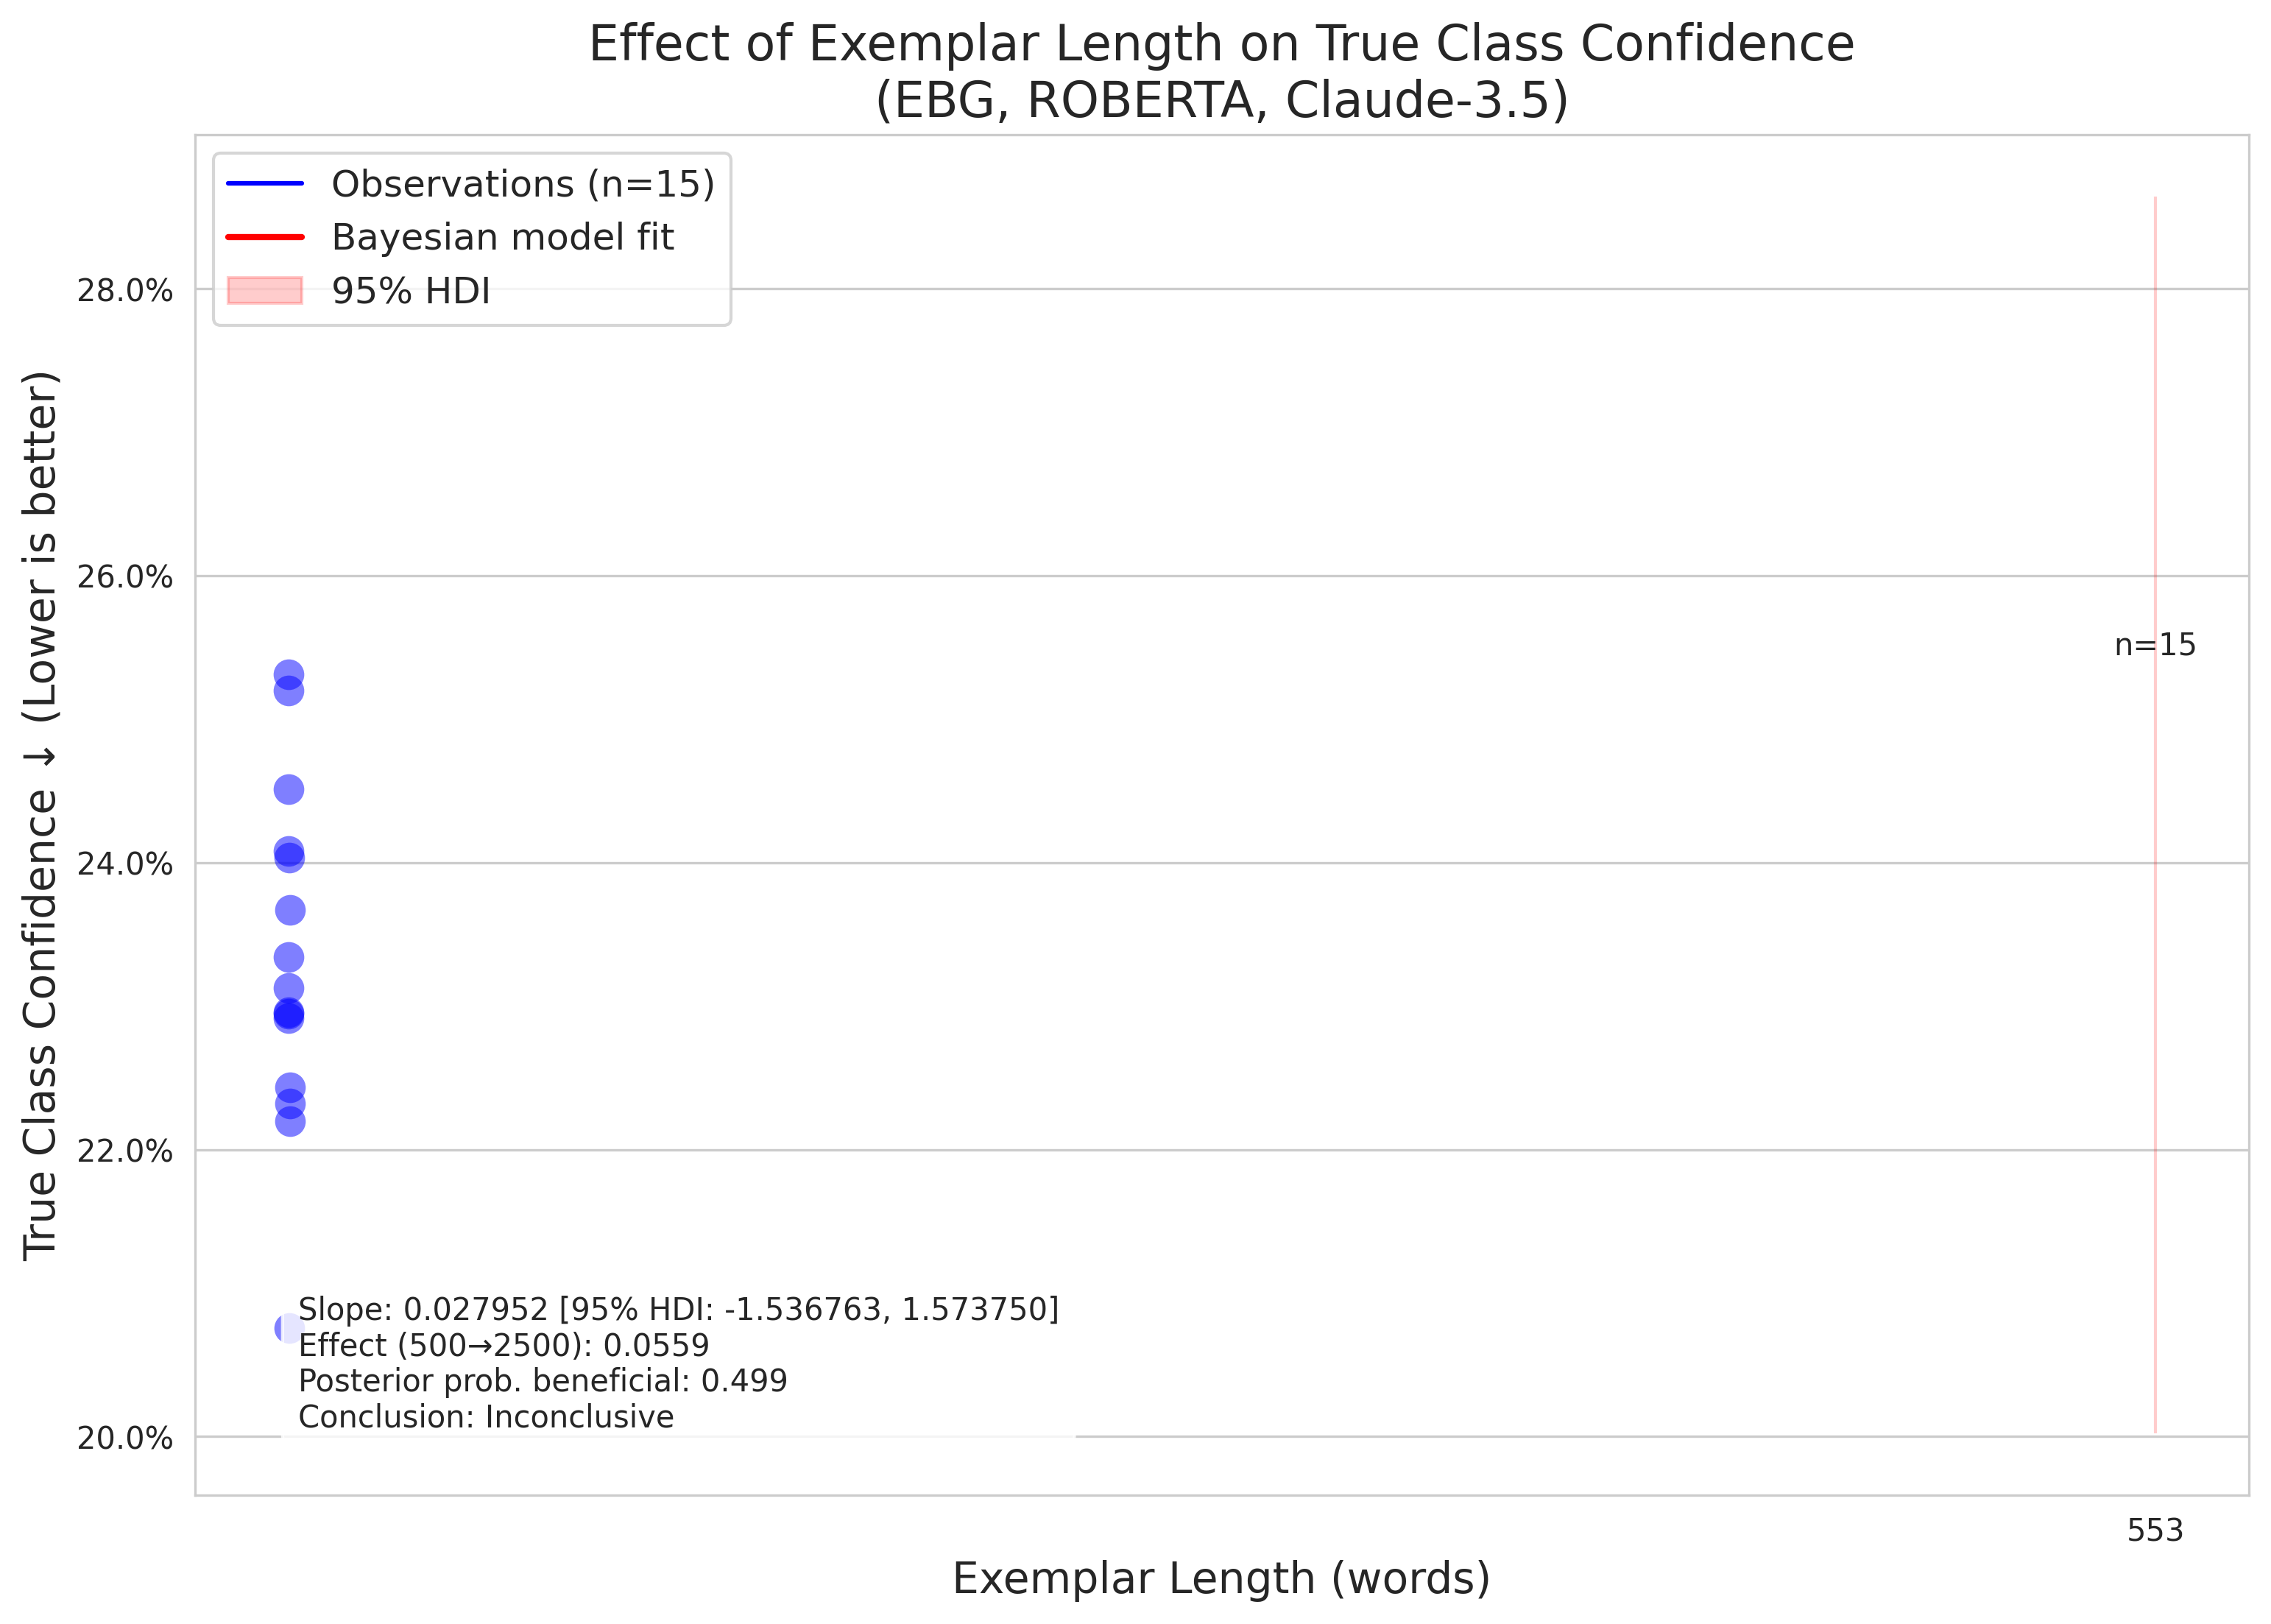 Effect of Exemplar Length on True Class Confidence
(EBG, ROBERTA, Claude-3.5)
Observations (n=15)
Bayesian model fit
95% HDI
True Class Confidence ↓ (Lower is better)
28.0%
26.0%
24.0%
22.0%
20.0%
n=15
Slope: 0.027952 [95% HDI: -1.536763, 1.573750]
Effect (500→2500): 0.0559
Posterior prob. beneficial: 0.499
Conclusion: Inconclusive
553
Exemplar Length (words)